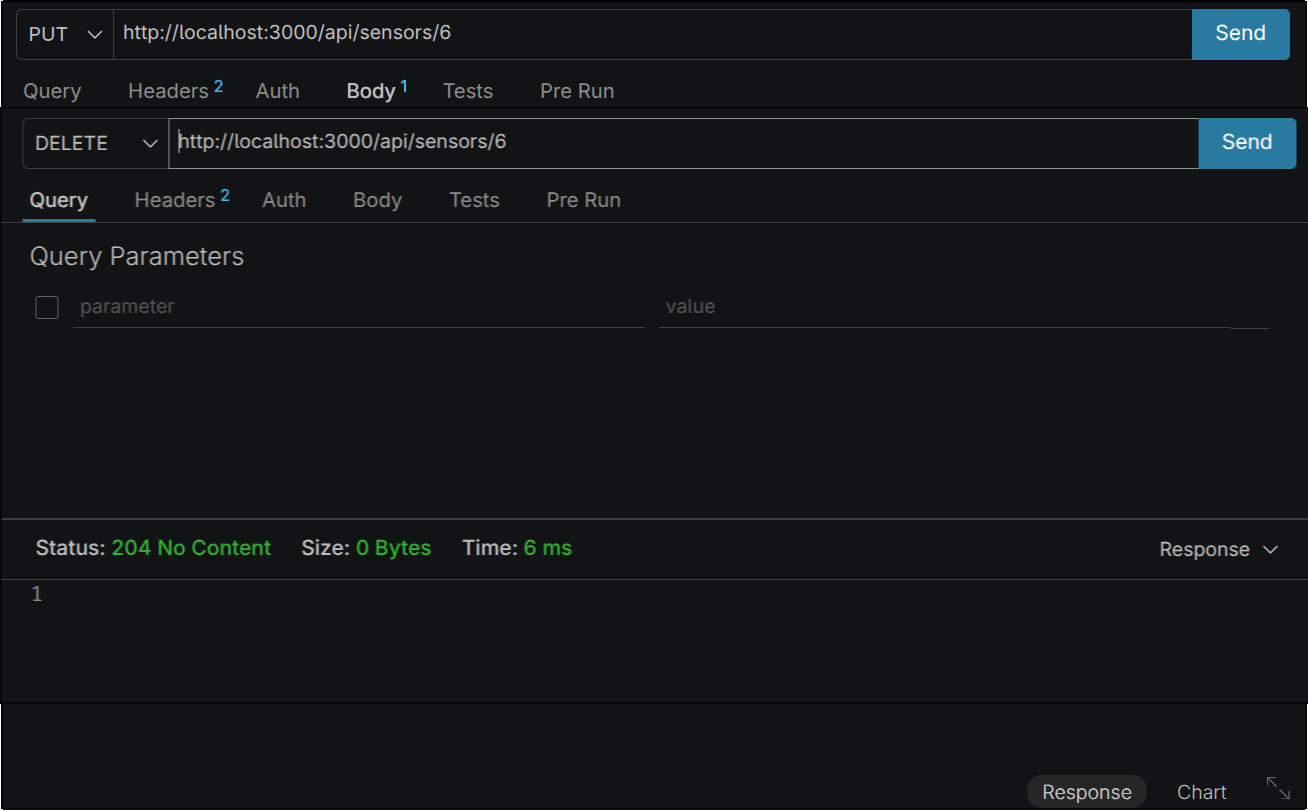 PUT http://localhost:3000/api/sensors/6 Send
Query Headers 2 Auth Body 1 Tests Pre Run
DELETE http://localhost:3000/api/sensors/6 Send
Query Headers 2 Auth Body Tests Pre Run
Query Parameters
parameter value
Status: 204 No Content Size: 0 Bytes Time: 6 ms Response
1
Response Chart